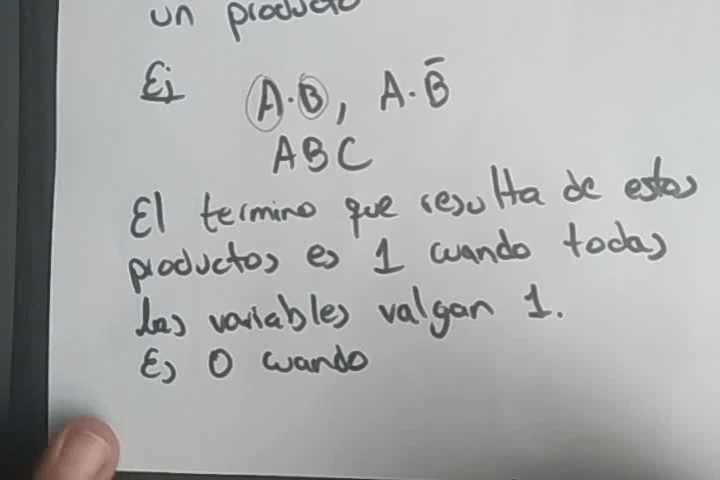 un producto
Ej A·B, A·B̅
ABC
El termino que resulta de estos
productos es 1 cuando todas
las variables valgan 1.
Es 0 cuando